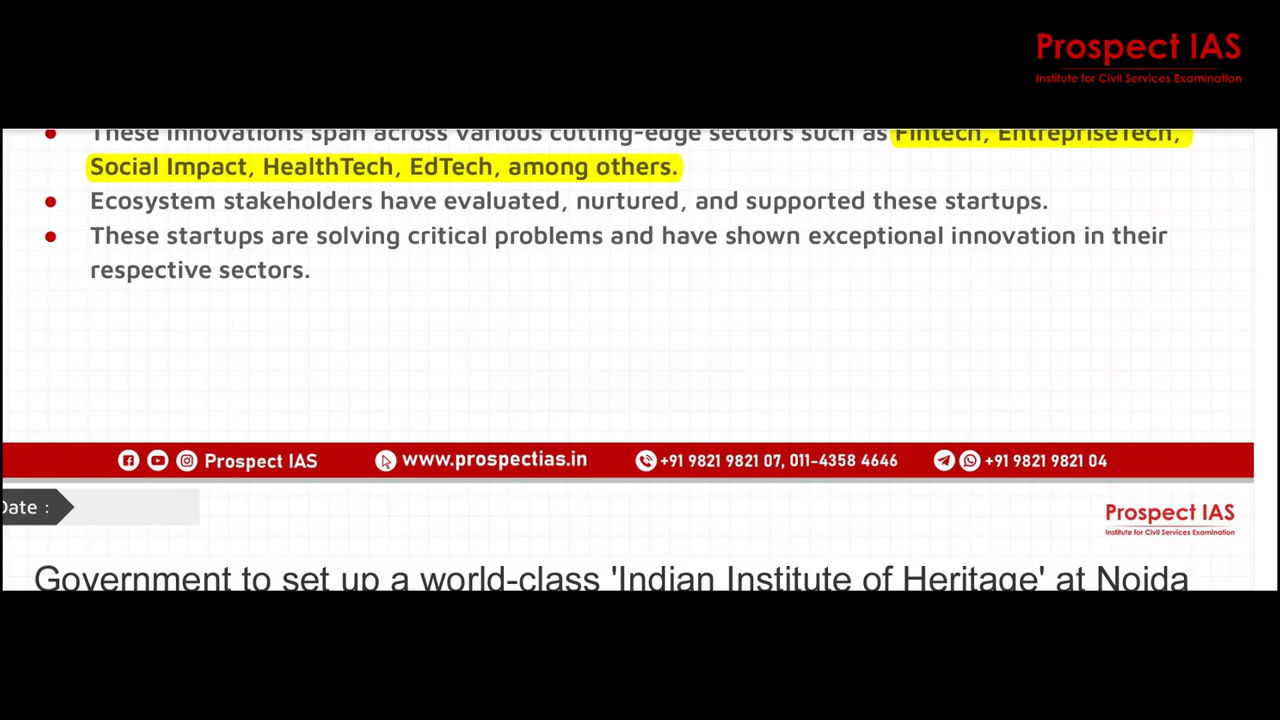 Prospect IAS
Institute for Civil Services Examination
These innovations span across various cutting-edge sectors such as Fintech, EntrepriseTech,
Social Impact, HealthTech, EdTech, among others.
Ecosystem stakeholders have evaluated, nurtured, and supported these startups.
These startups are solving critical problems and have shown exceptional innovation in their
respective sectors.
Prospect IAS www.prospectias.in +91 9821 9821 07, 011-4358 4646 +91 9821 9821 04
Date :
Prospect IAS
Institute for Civil Services Examination
Government to set up a world-class 'Indian Institute of Heritage' at Noida